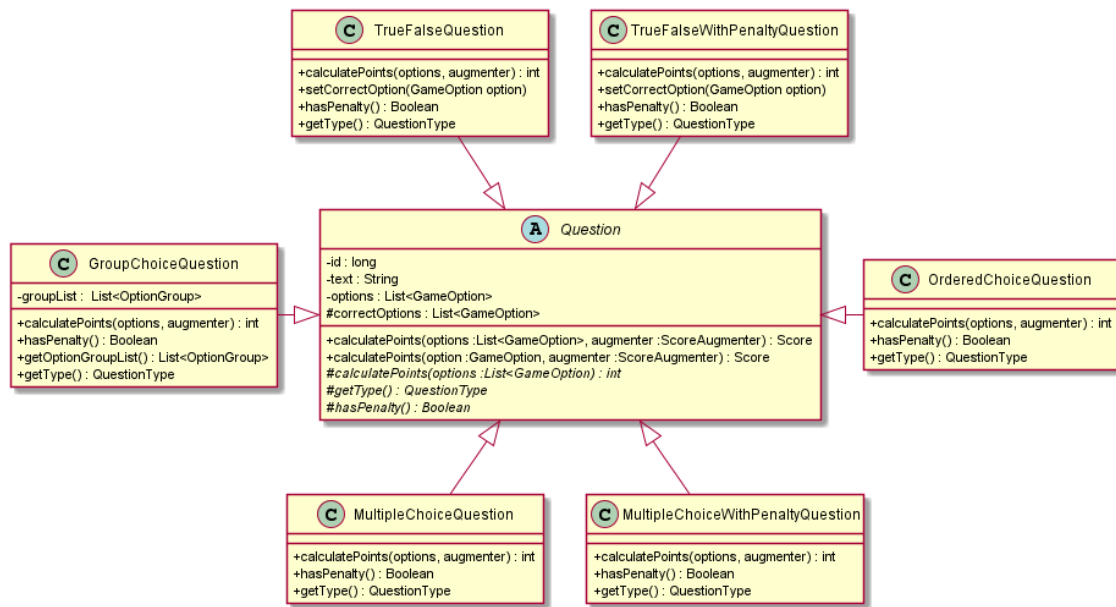 C TrueFalseQuestion
+calculatePoints(options, augmenter) : int
+setCorrectOption(GameOption option)
+hasPenalty() : Boolean
+getType() : QuestionType
C TrueFalseWithPenaltyQuestion
+calculatePoints(options, augmenter) : int
+setCorrectOption(GameOption option)
+hasPenalty() : Boolean
+getType() : QuestionType
C GroupChoiceQuestion
-groupList : List<OptionGroup>
+calculatePoints(options, augmenter) : int
+hasPenalty() : Boolean
+getOptionGroupList() : List<OptionGroup>
+getType() : QuestionType
A Question
-id : long
-text : String
-options : List<GameOption>
#correctOptions : List<GameOption>
+calculatePoints(options :List<GameOption>, augmenter :ScoreAugmenter) : Score
+calculatePoints(option :GameOption, augmenter :ScoreAugmenter) : Score
#calculatePoints(options :List<GameOption) : int
#getType() : QuestionType
#hasPenalty() : Boolean
C OrderedChoiceQuestion
+calculatePoints(options, augmenter) : int
+hasPenalty() : Boolean
+getType() : QuestionType
C MultipleChoiceQuestion
+calculatePoints(options, augmenter) : int
+hasPenalty() : Boolean
+getType() : QuestionType
C MultipleChoiceWithPenaltyQuestion
+calculatePoints(options, augmenter) : int
+hasPenalty() : Boolean
+getType() : QuestionType